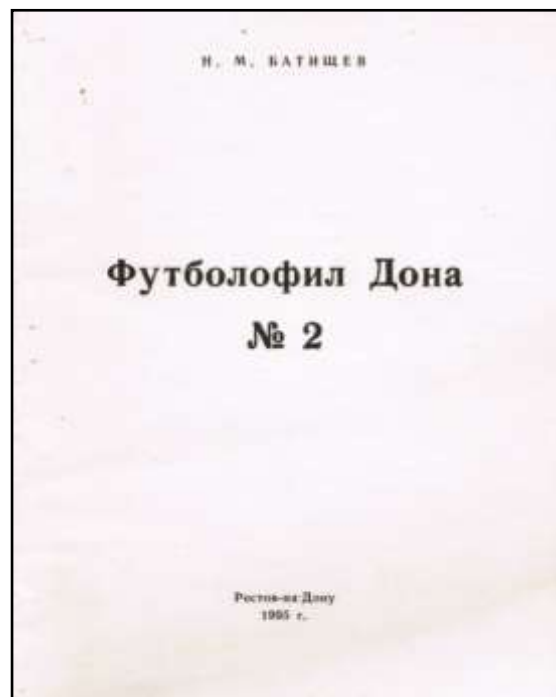 Н. М. БАТИЩЕВ
Футболофил Дона
№ 2
Ростов-на-Дону
1995 г.